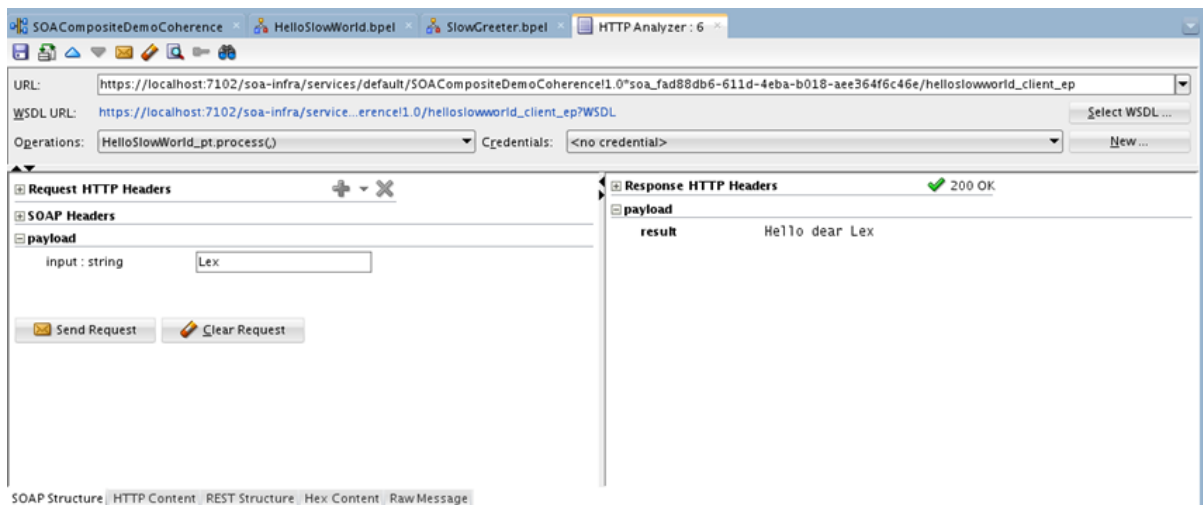 SOACompositeDemoCoherence HelloSlowWorld.bpel SlowGreeter.bpel HTTP Analyzer : 6
URL: https://localhost:7102/soa-infra/services/default/SOACompositeDemoCoherence!1.0*soa_fad88db6-611d-4eba-b018-aee364f6c46e/helloslowworld_client_ep
WSDL URL: https://localhost:7102/soa-infra/service...erence!1.0/helloslowworld_client_ep?WSDL Select WSDL ...
Operations: HelloSlowWorld_pt.process(,) Credentials: <no credential> New ...
Request HTTP Headers
SOAP Headers
payload
input : string Lex
Send Request Clear Request
Response HTTP Headers 200 OK
payload
result Hello dear Lex
SOAP Structure HTTP Content REST Structure Hex Content Raw Message